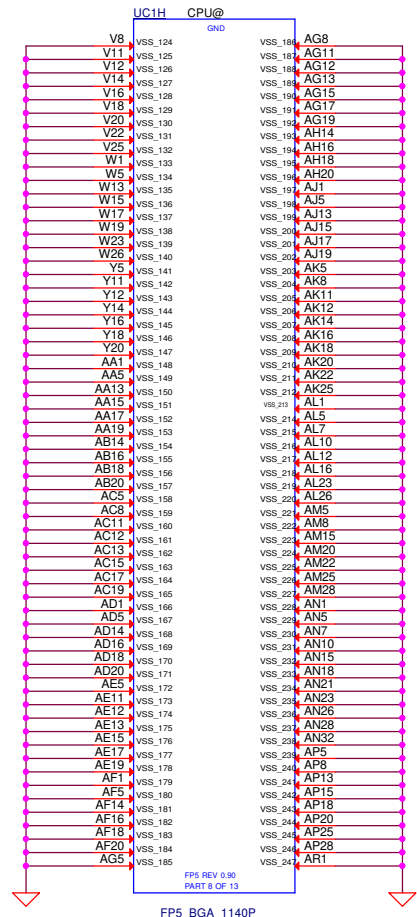 UC1H CPU@
GND
V8 VSS_124 VSS_186 AG8
V11 VSS_125 VSS_187 AG11
V12 VSS_126 VSS_188 AG12
V14 VSS_127 VSS_189 AG13
V16 VSS_128 VSS_190 AG15
V18 VSS_129 VSS_191 AG17
V20 VSS_130 VSS_192 AG19
V22 VSS_131 VSS_193 AH14
V25 VSS_132 VSS_194 AH16
W1 VSS_133 VSS_195 AH18
W5 VSS_134 VSS_196 AH20
W13 VSS_135 VSS_197 AJ1
W15 VSS_136 VSS_198 AJ5
W17 VSS_137 VSS_199 AJ13
W19 VSS_138 VSS_200 AJ15
W23 VSS_139 VSS_201 AJ17
W26 VSS_140 VSS_202 AJ19
Y5 VSS_141 VSS_203 AK5
Y11 VSS_142 VSS_204 AK8
Y12 VSS_143 VSS_205 AK11
Y14 VSS_144 VSS_206 AK12
Y16 VSS_145 VSS_207 AK14
Y18 VSS_146 VSS_208 AK16
Y20 VSS_147 VSS_209 AK18
AA1 VSS_148 VSS_210 AK20
AA5 VSS_149 VSS_211 AK22
AA13 VSS_150 VSS_212 AK25
AA15 VSS_151 VSS_213 AL1
AA17 VSS_152 VSS_214 AL5
AA19 VSS_153 VSS_215 AL7
AB14 VSS_154 VSS_216 AL10
AB16 VSS_155 VSS_217 AL12
AB18 VSS_156 VSS_218 AL16
AB20 VSS_157 VSS_219 AL23
AC5 VSS_158 VSS_220 AL26
AC8 VSS_159 VSS_221 AM5
AC11 VSS_160 VSS_222 AM8
AC12 VSS_161 VSS_223 AM15
AC13 VSS_162 VSS_224 AM20
AC15 VSS_163 VSS_225 AM22
AC17 VSS_164 VSS_226 AM25
AC19 VSS_165 VSS_227 AM28
AD1 VSS_166 VSS_228 AN1
AD5 VSS_167 VSS_229 AN5
AD14 VSS_168 VSS_230 AN7
AD16 VSS_169 VSS_231 AN10
AD18 VSS_170 VSS_232 AN15
AD20 VSS_171 VSS_233 AN18
AE5 VSS_172 VSS_234 AN21
AE11 VSS_173 VSS_235 AN23
AE12 VSS_174 VSS_236 AN26
AE13 VSS_175 VSS_237 AN28
AE15 VSS_176 VSS_238 AN32
AE17 VSS_177 VSS_239 AP5
AE19 VSS_178 VSS_240 AP8
AF1 VSS_179 VSS_241 AP13
AF5 VSS_180 VSS_242 AP15
AF14 VSS_181 VSS_243 AP18
AF16 VSS_182 VSS_244 AP20
AF18 VSS_183 VSS_245 AP25
AF20 VSS_184 VSS_246 AP28
AG5 VSS_185 VSS_247 AR1
FP5 REV 0.90
PART 8 OF 13
FP5_BGA_1140P